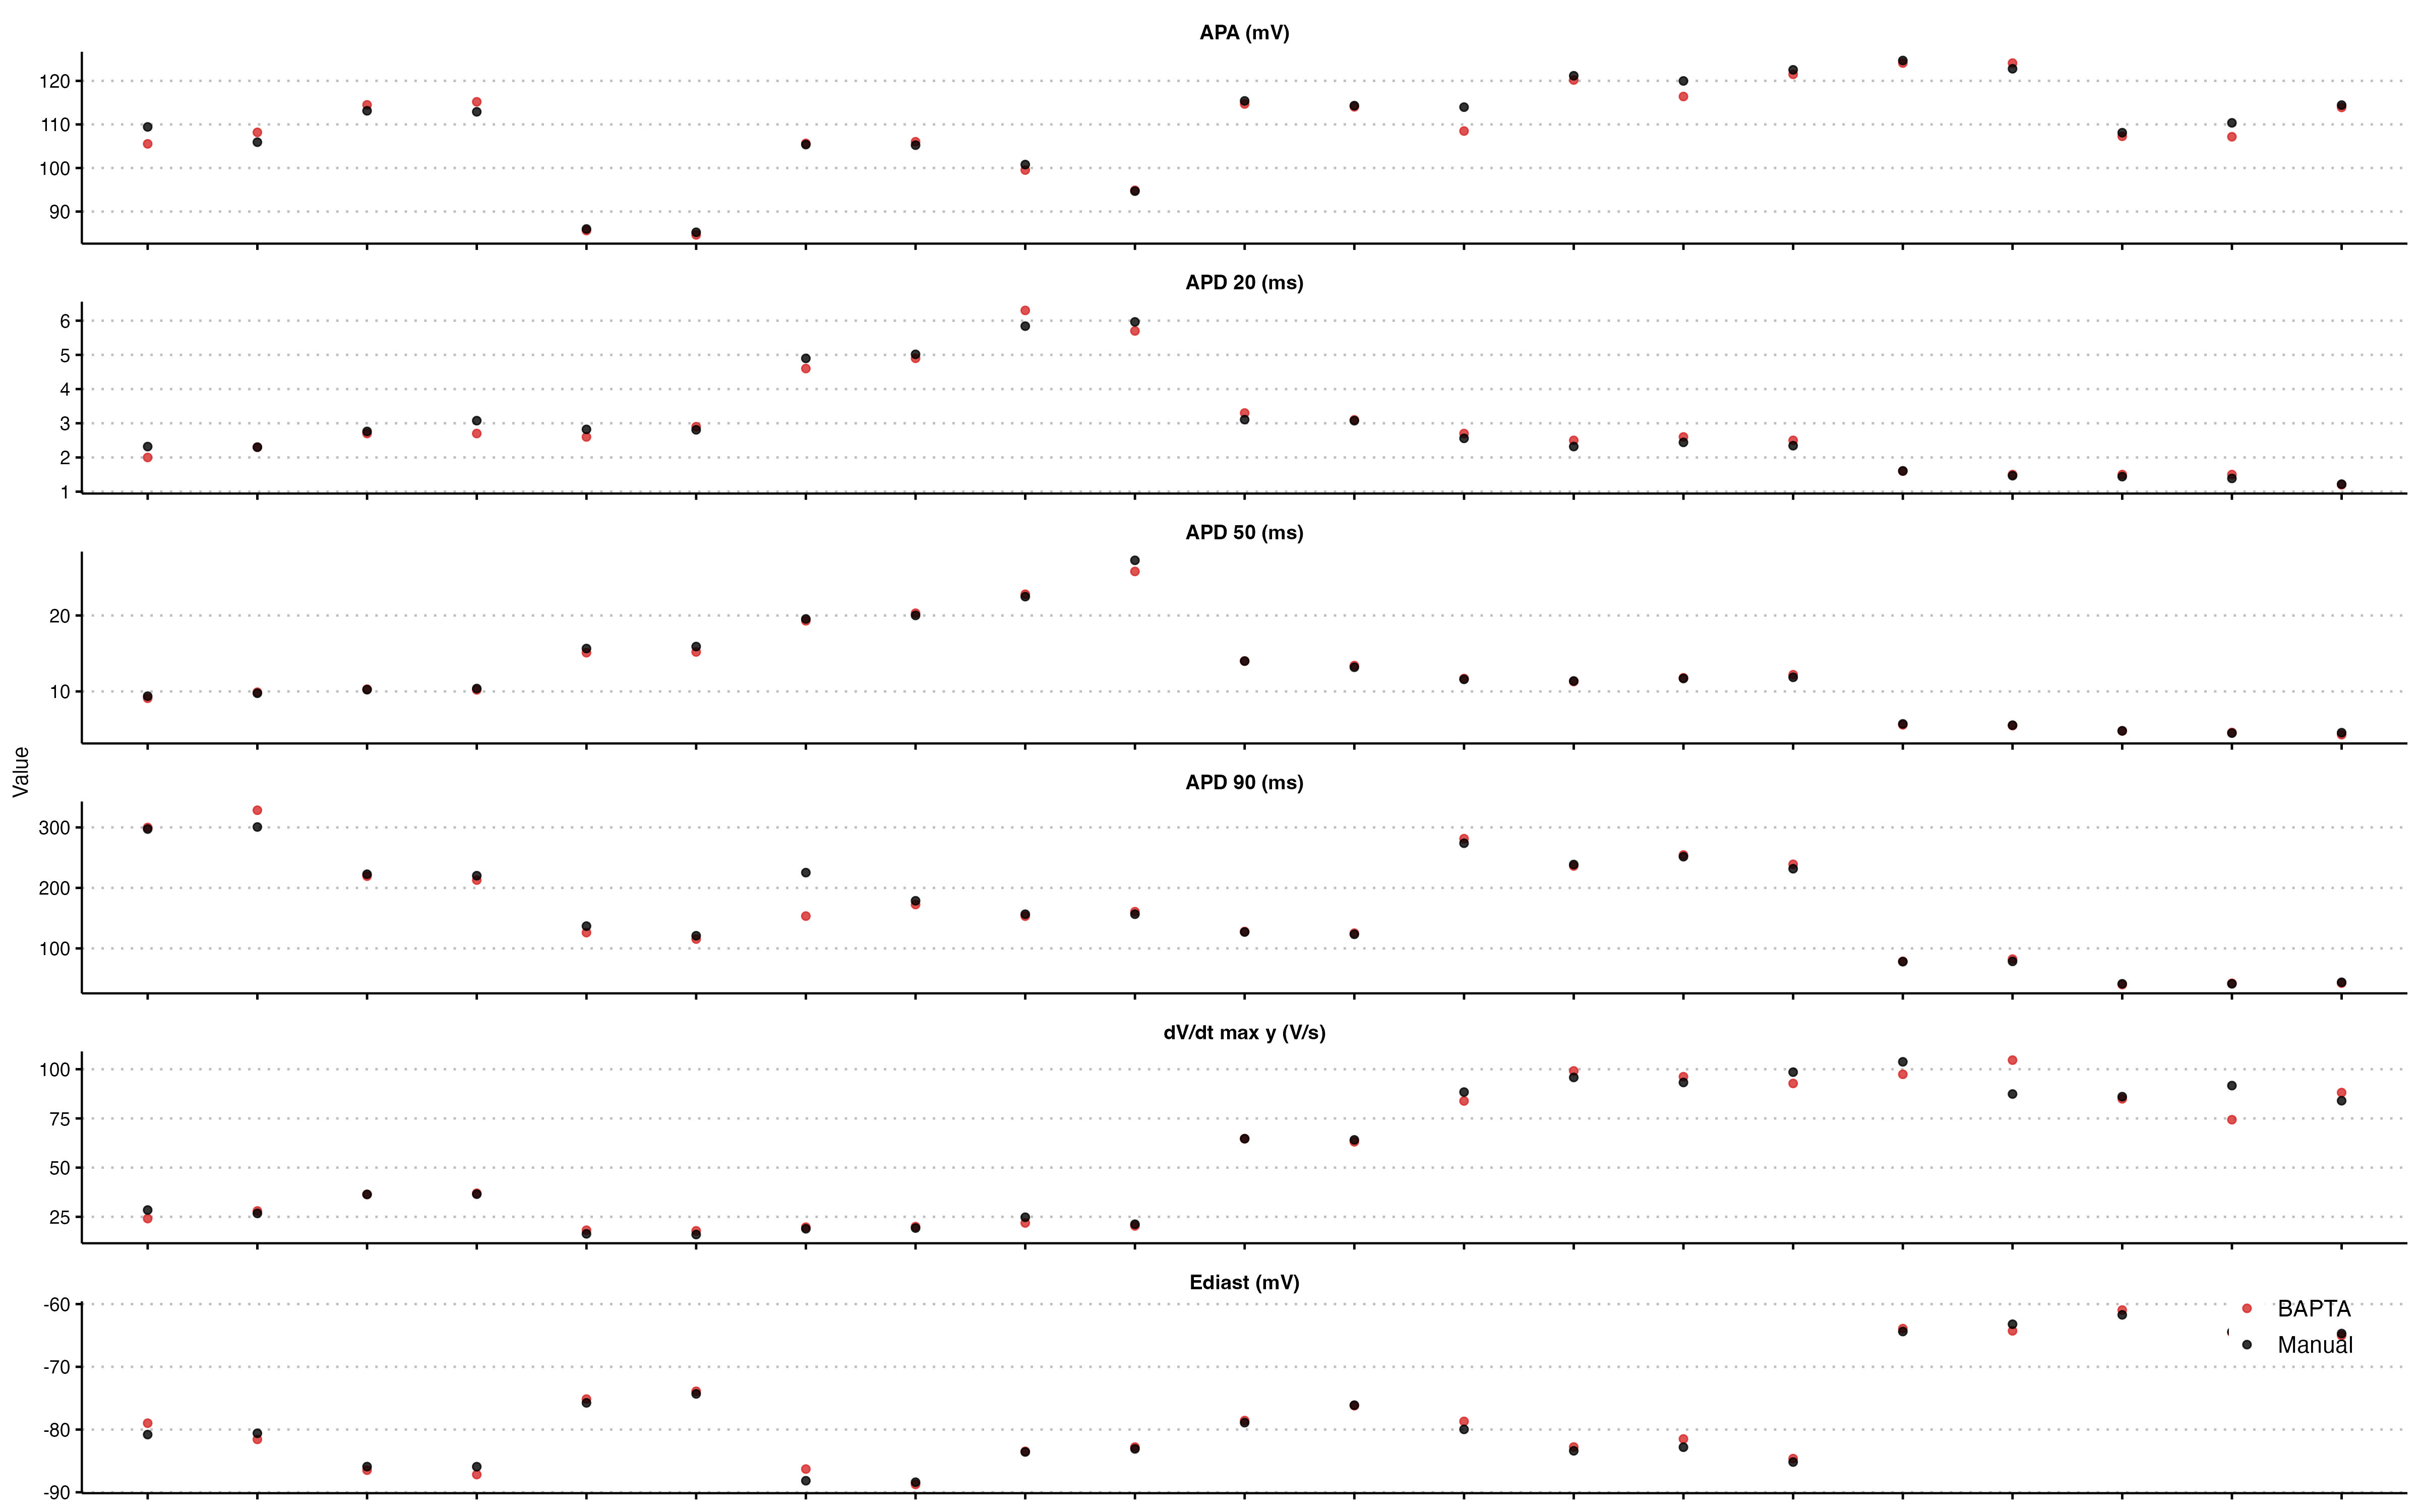 APA (mV)
120
110
100
90
APD 20 (ms)
6
5
4
3
2
1
APD 50 (ms)
20
10
Value
APD 90 (ms)
300
200
100
dV/dt max y (V/s)
100
75
50
25
Ediast (mV)
-60
-70
-80
-90
BAPTA
Manual